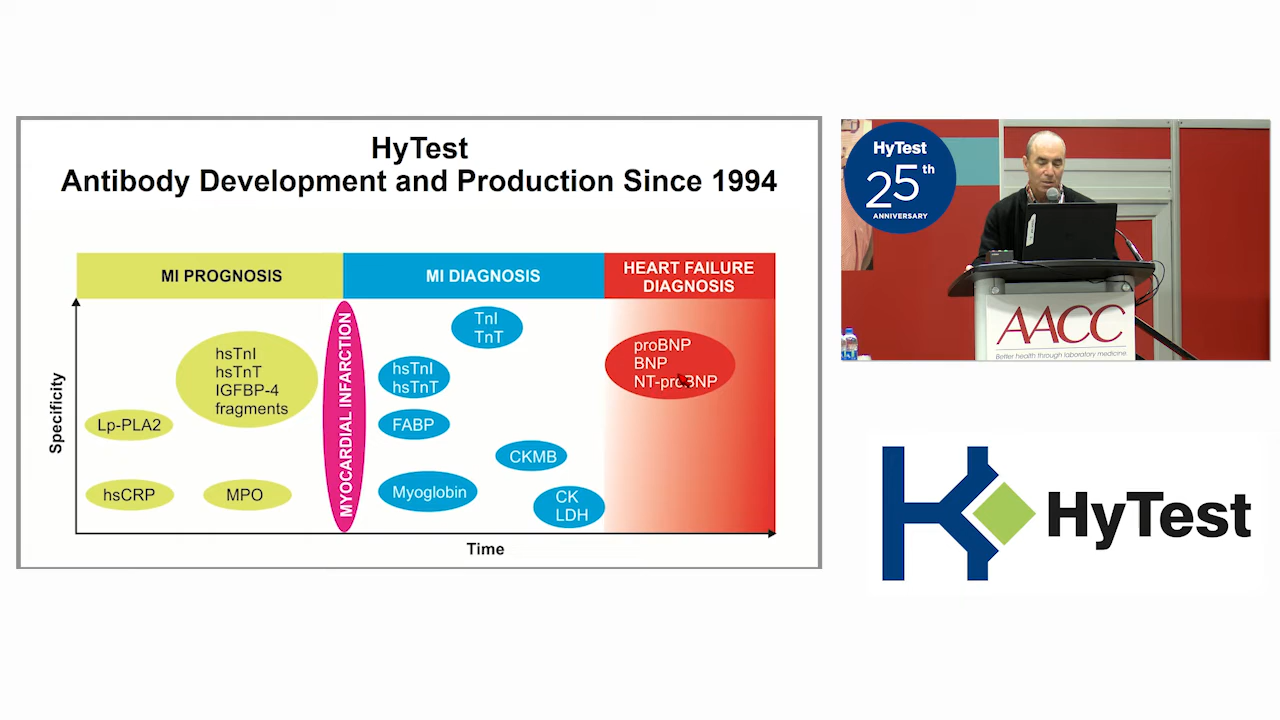 HyTest
Antibody Development and Production Since 1994
MI PROGNOSIS
MI DIAGNOSIS
HEART FAILURE
DIAGNOSIS
Specificity
hsTnI
hsTnT
IGFBP-4
fragments
Lp-PLA2
hsCRP
MPO
MYOCARDIAL INFARCTION
TnI
TnT
hsTnI
hsTnT
FABP
CKMB
Myoglobin
CK
LDH
proBNP
BNP
NT-proBNP
Time
HyTest
25th
ANNIVERSARY
AACC
Better health through laboratory medicine
HyTest